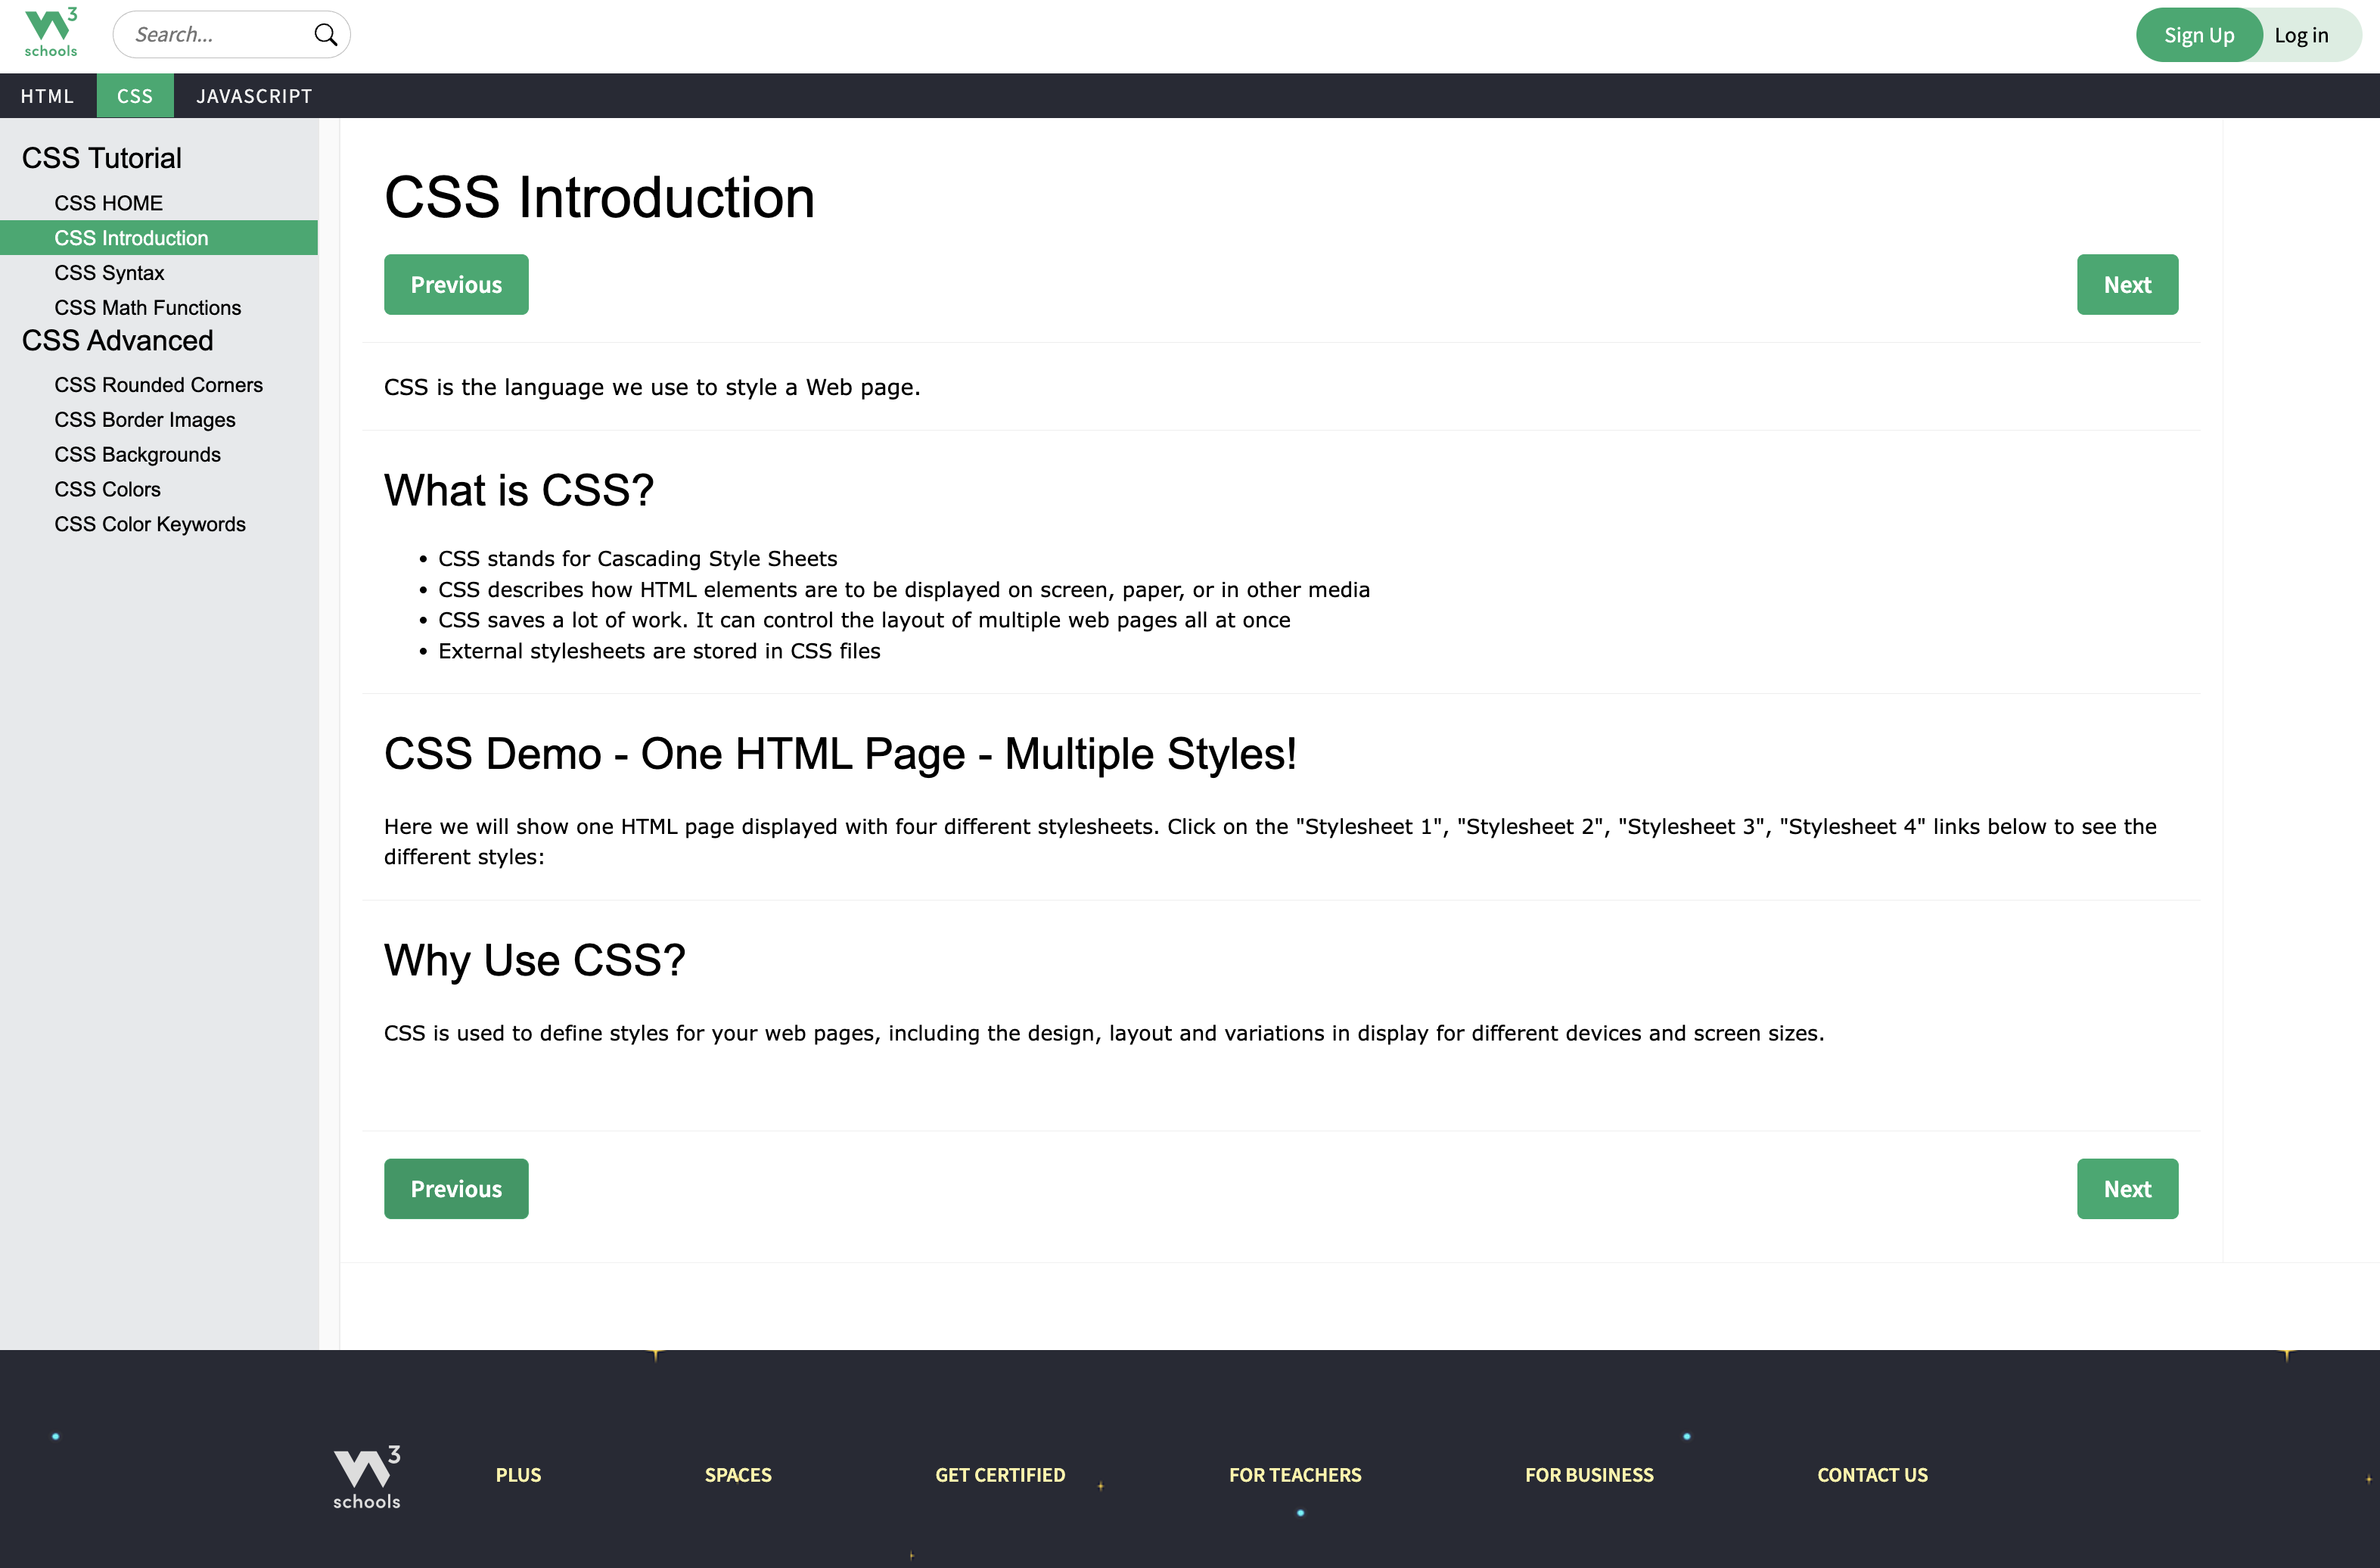 3
schools
Search...
Sign Up
Log in
HTML
CSS
JAVASCRIPT
CSS Tutorial
CSS HOME
CSS Introduction
CSS Syntax
CSS Math Functions
CSS Advanced
CSS Rounded Corners
CSS Border Images
CSS Backgrounds
CSS Colors
CSS Color Keywords
CSS Introduction
Previous
Next
CSS is the language we use to style a Web page.
What is CSS?
• CSS stands for Cascading Style Sheets
• CSS describes how HTML elements are to be displayed on screen, paper, or in other media
• CSS saves a lot of work. It can control the layout of multiple web pages all at once
• External stylesheets are stored in CSS files
CSS Demo - One HTML Page - Multiple Styles!
Here we will show one HTML page displayed with four different stylesheets. Click on the "Stylesheet 1", "Stylesheet 2", "Stylesheet 3", "Stylesheet 4" links below to see the
different styles:
Why Use CSS?
CSS is used to define styles for your web pages, including the design, layout and variations in display for different devices and screen sizes.
Previous
Next
3
schools
PLUS
SPACES
GET CERTIFIED
FOR TEACHERS
FOR BUSINESS
CONTACT US